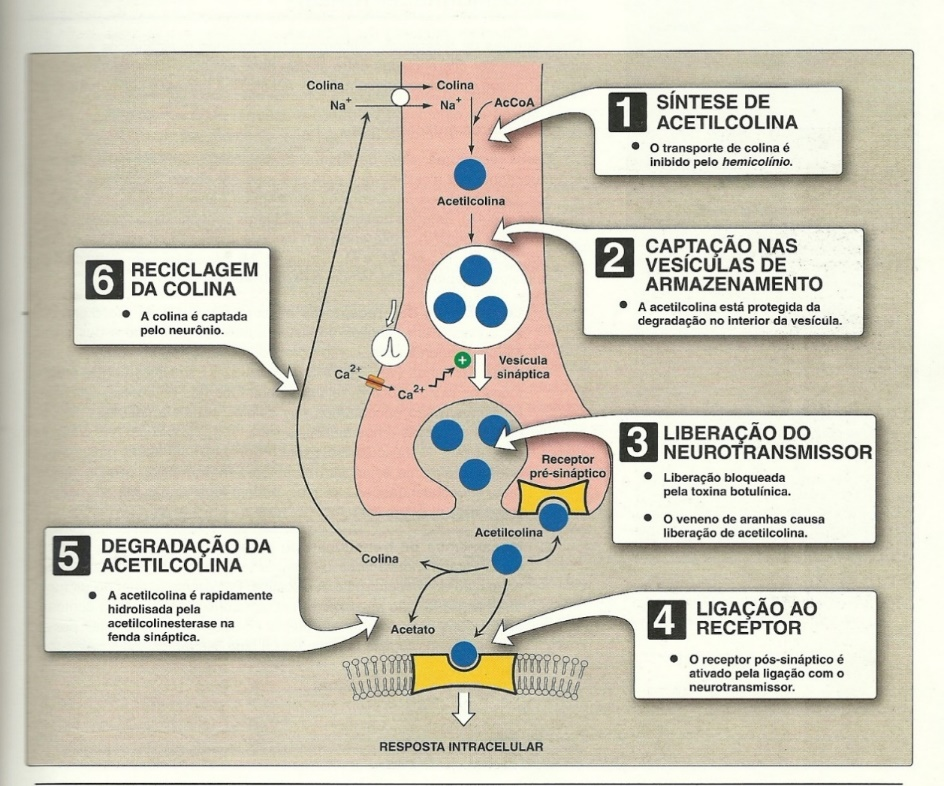 Colina
Colina
Na+
Na+
AcCoA
1 SÍNTESE DE
ACETILCOLINA
• O transporte de colina é
inibido pelo hemicolínio.
Acetilcolina
2 CAPTAÇÃO NAS
VESÍCULAS DE
ARMAZENAMENTO
• A acetilcolina está protegida da
degradação no interior da vesícula.
6 RECICLAGEM
DA COLINA
• A colina é captada
pelo neurônio.
Ca2+
Ca2+
+
Vesícula
sináptica
3 LIBERAÇÃO DO
NEUROTRANSMISSOR
• Liberação bloqueada
pela toxina botulínica.
• O veneno de aranhas causa
liberação de acetilcolina.
Receptor
pré-sináptico
Acetilcolina
5 DEGRADAÇÃO DA
ACETILCOLINA
• A acetilcolina é rapidamente
hidrolisada pela
acetilcolinesterase na
fenda sináptica.
Colina
Acetato
4 LIGAÇÃO AO
RECEPTOR
• O receptor pós-sináptico é
ativado pela ligação com o
neurotransmissor.
RESPOSTA INTRACELULAR